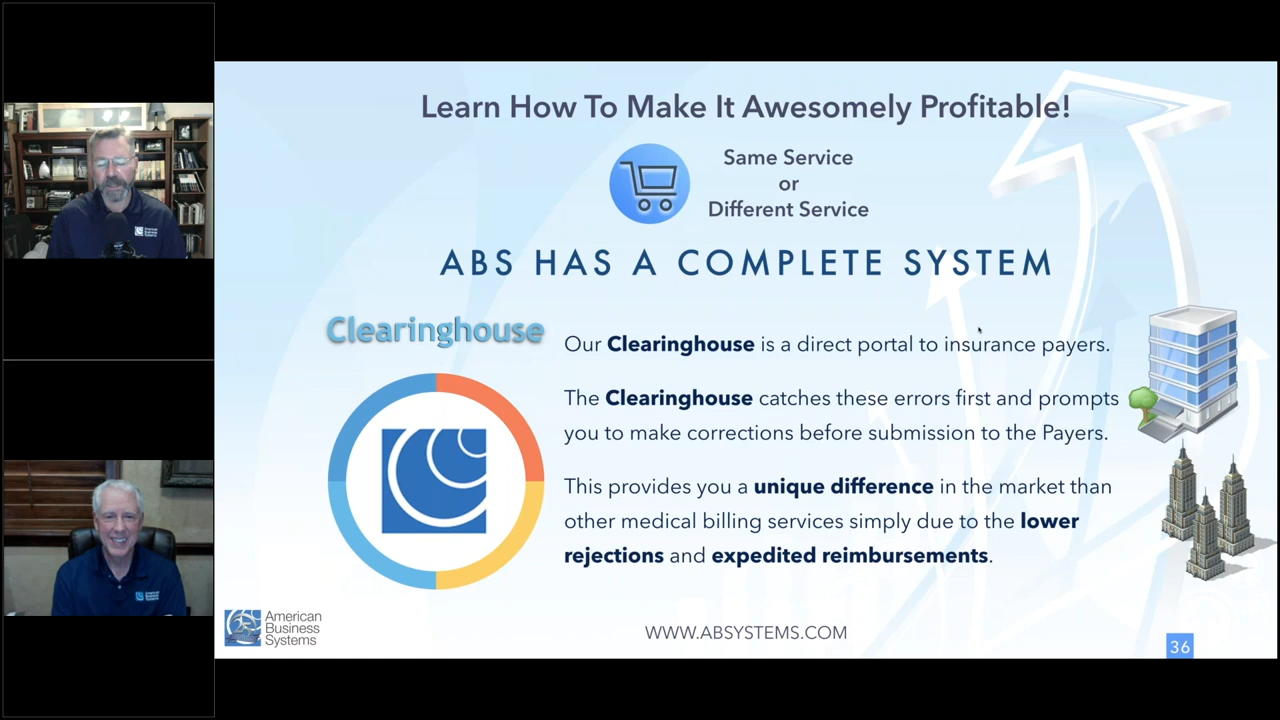 Learn How To Make It Awesomely Profitable!
Same Service
or
Different Service
ABS HAS A COMPLETE SYSTEM
Clearinghouse
Our Clearinghouse is a direct portal to insurance payers.
The Clearinghouse catches these errors first and prompts
you to make corrections before submission to the Payers.
This provides you a unique difference in the market than
other medical billing services simply due to the lower
rejections and expedited reimbursements.
American
Business
Systems
WWW.ABSYSTEMS.COM
36